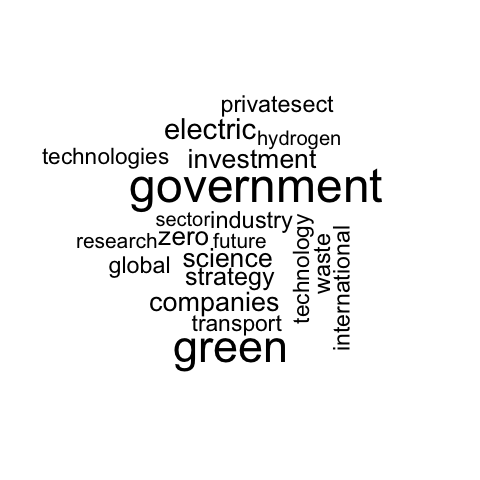 privatesect
electric
hydrogen
technologies
investment
government
sector
industry
research
zero
future
global
science
strategy
technology
waste
international
companies
transport
green